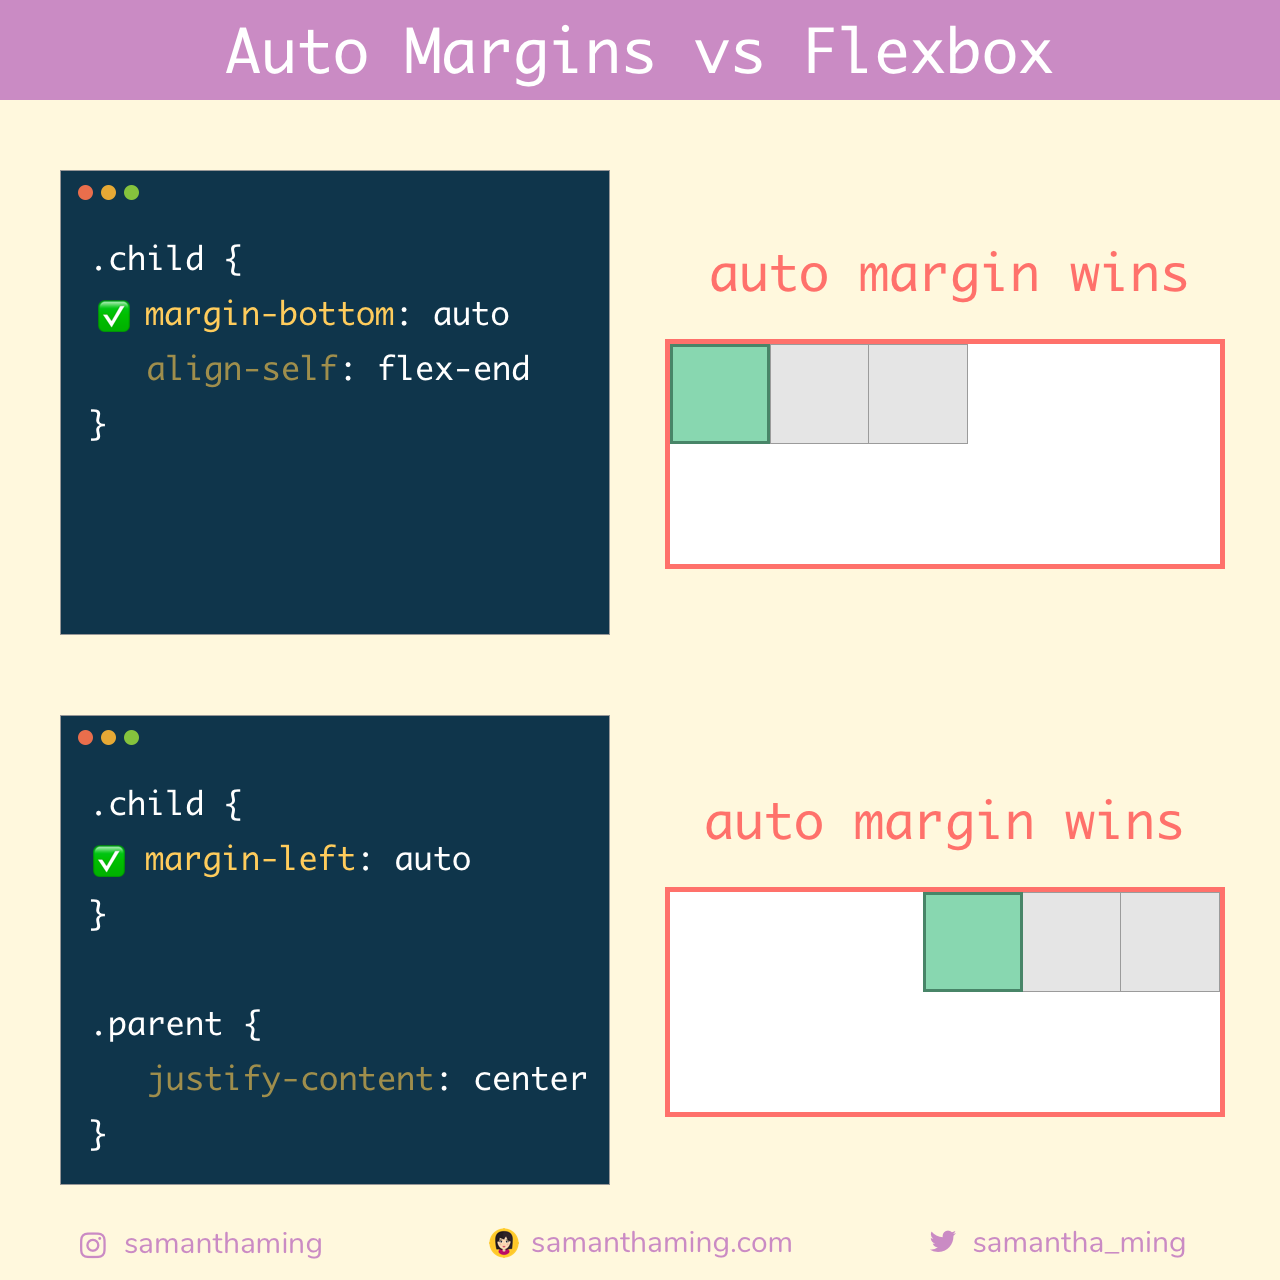 Auto Margins vs Flexbox
.child {
✅ margin-bottom: auto
align-self: flex-end
}
auto margin wins
.child {
✅ margin-left: auto
}
.parent {
justify-content: center
}
auto margin wins
samanthaming
samanthaming.com
samantha_ming